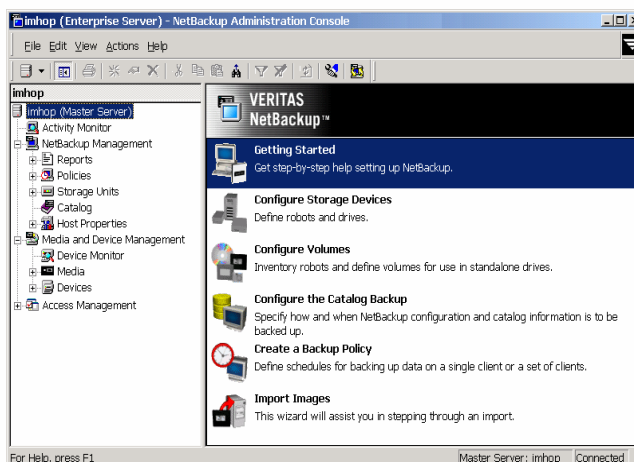 imhop (Enterprise Server) - NetBackup Administration Console
File Edit View Actions Help
imhop
imhop (Master Server)
Activity Monitor
NetBackup Management
Reports
Policies
Storage Units
Catalog
Host Properties
Media and Device Management
Device Monitor
Media
Devices
Access Management
VERITAS
NetBackup™
Getting Started
Get step-by-step help setting up NetBackup.
Configure Storage Devices
Define robots and drives.
Configure Volumes
Inventory robots and define volumes for use in standalone drives.
Configure the Catalog Backup
Specify how and when NetBackup configuration and catalog information is to be
backed up.
Create a Backup Policy
Define schedules for backing up data on a single client or a set of clients.
Import Images
This wizard will assist you in stepping through an import.
For Help, press F1
Master Server: imhop
Connected